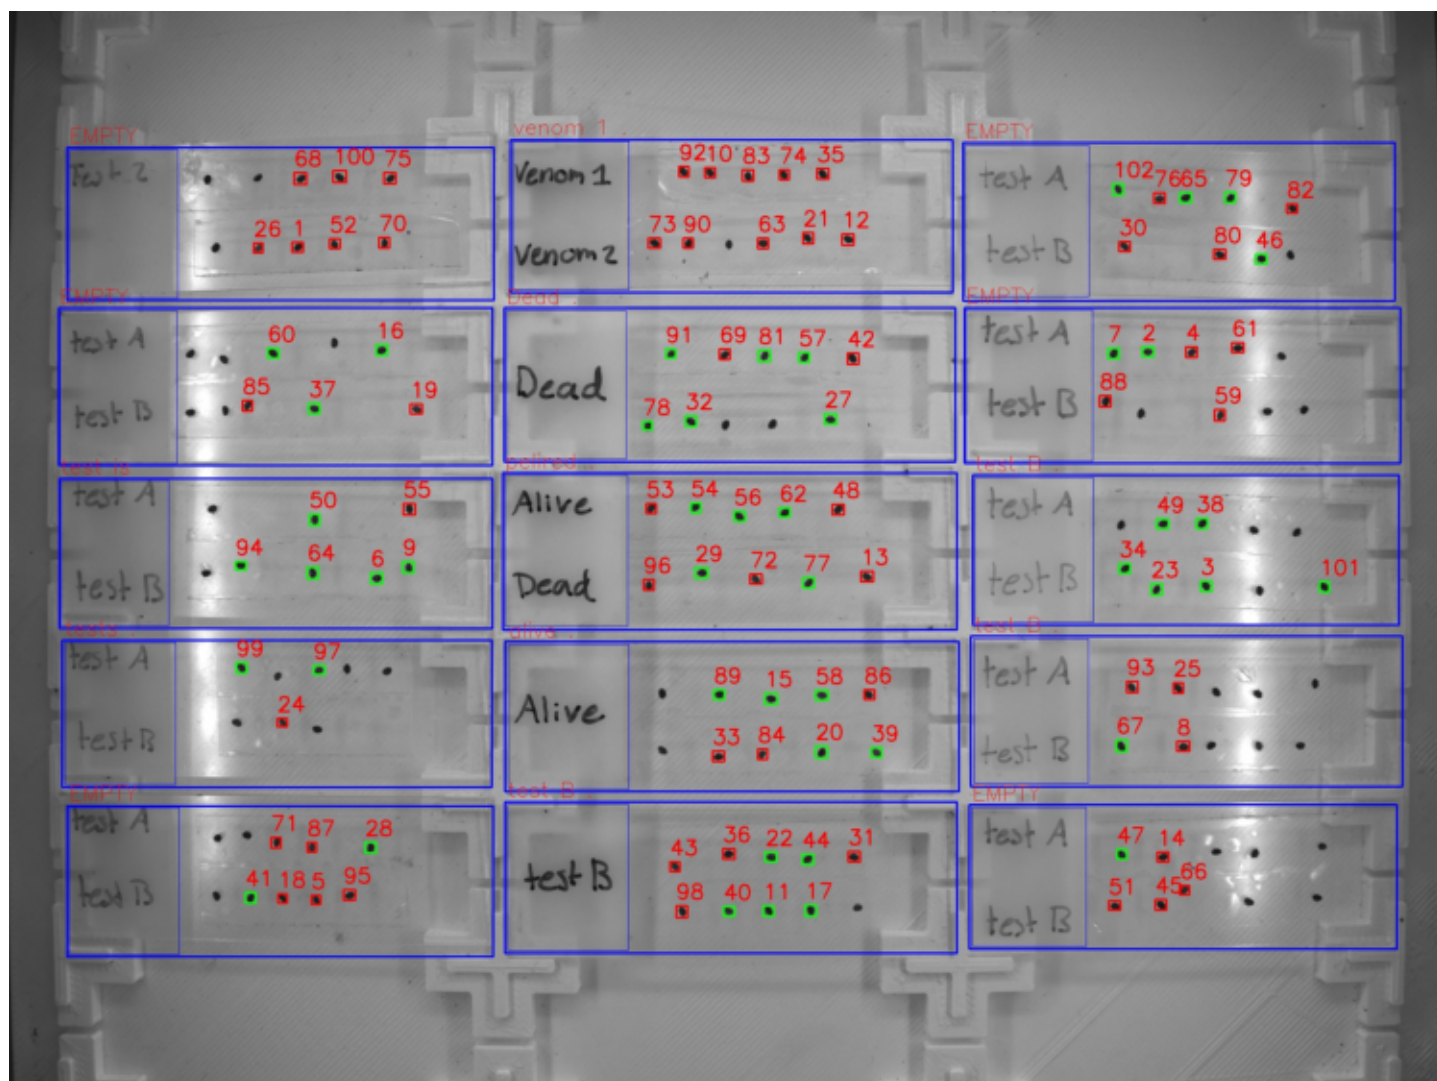 EMPTY
Test 2
68 100 75
26 1 52 70
venom 1 .
Venom 1
92 10 83 74 35
Venom 2
73 90 63 21 12
EMPTY
test A
102 76 65 79 82
test B
30 80 46
EMPTY
test A
60 16
test B
85 37 19
Dead .
Dead
91 69 81 57 42
78 32 27
EMPTY
test A
7 2 4 61
test B
88 59
test is
test A
50 55
test B
94 64 6 9
Alive
53 54 56 62 48
Dead
96 29 72 77 13
test B .
test A
49 38
test B
34 23 3 101
tests .
test A
99 97
test B
24
alive .
Alive
89 15 58 86
33 84 20 39
test B .
test A
93 25
test B
67 8
EMPTY
test A
71 87 28
test B
41 18 5 95
test B
test B
43 36 22 44 31
98 40 11 17
EMPTY
test A
47 14
66
test B
51 45